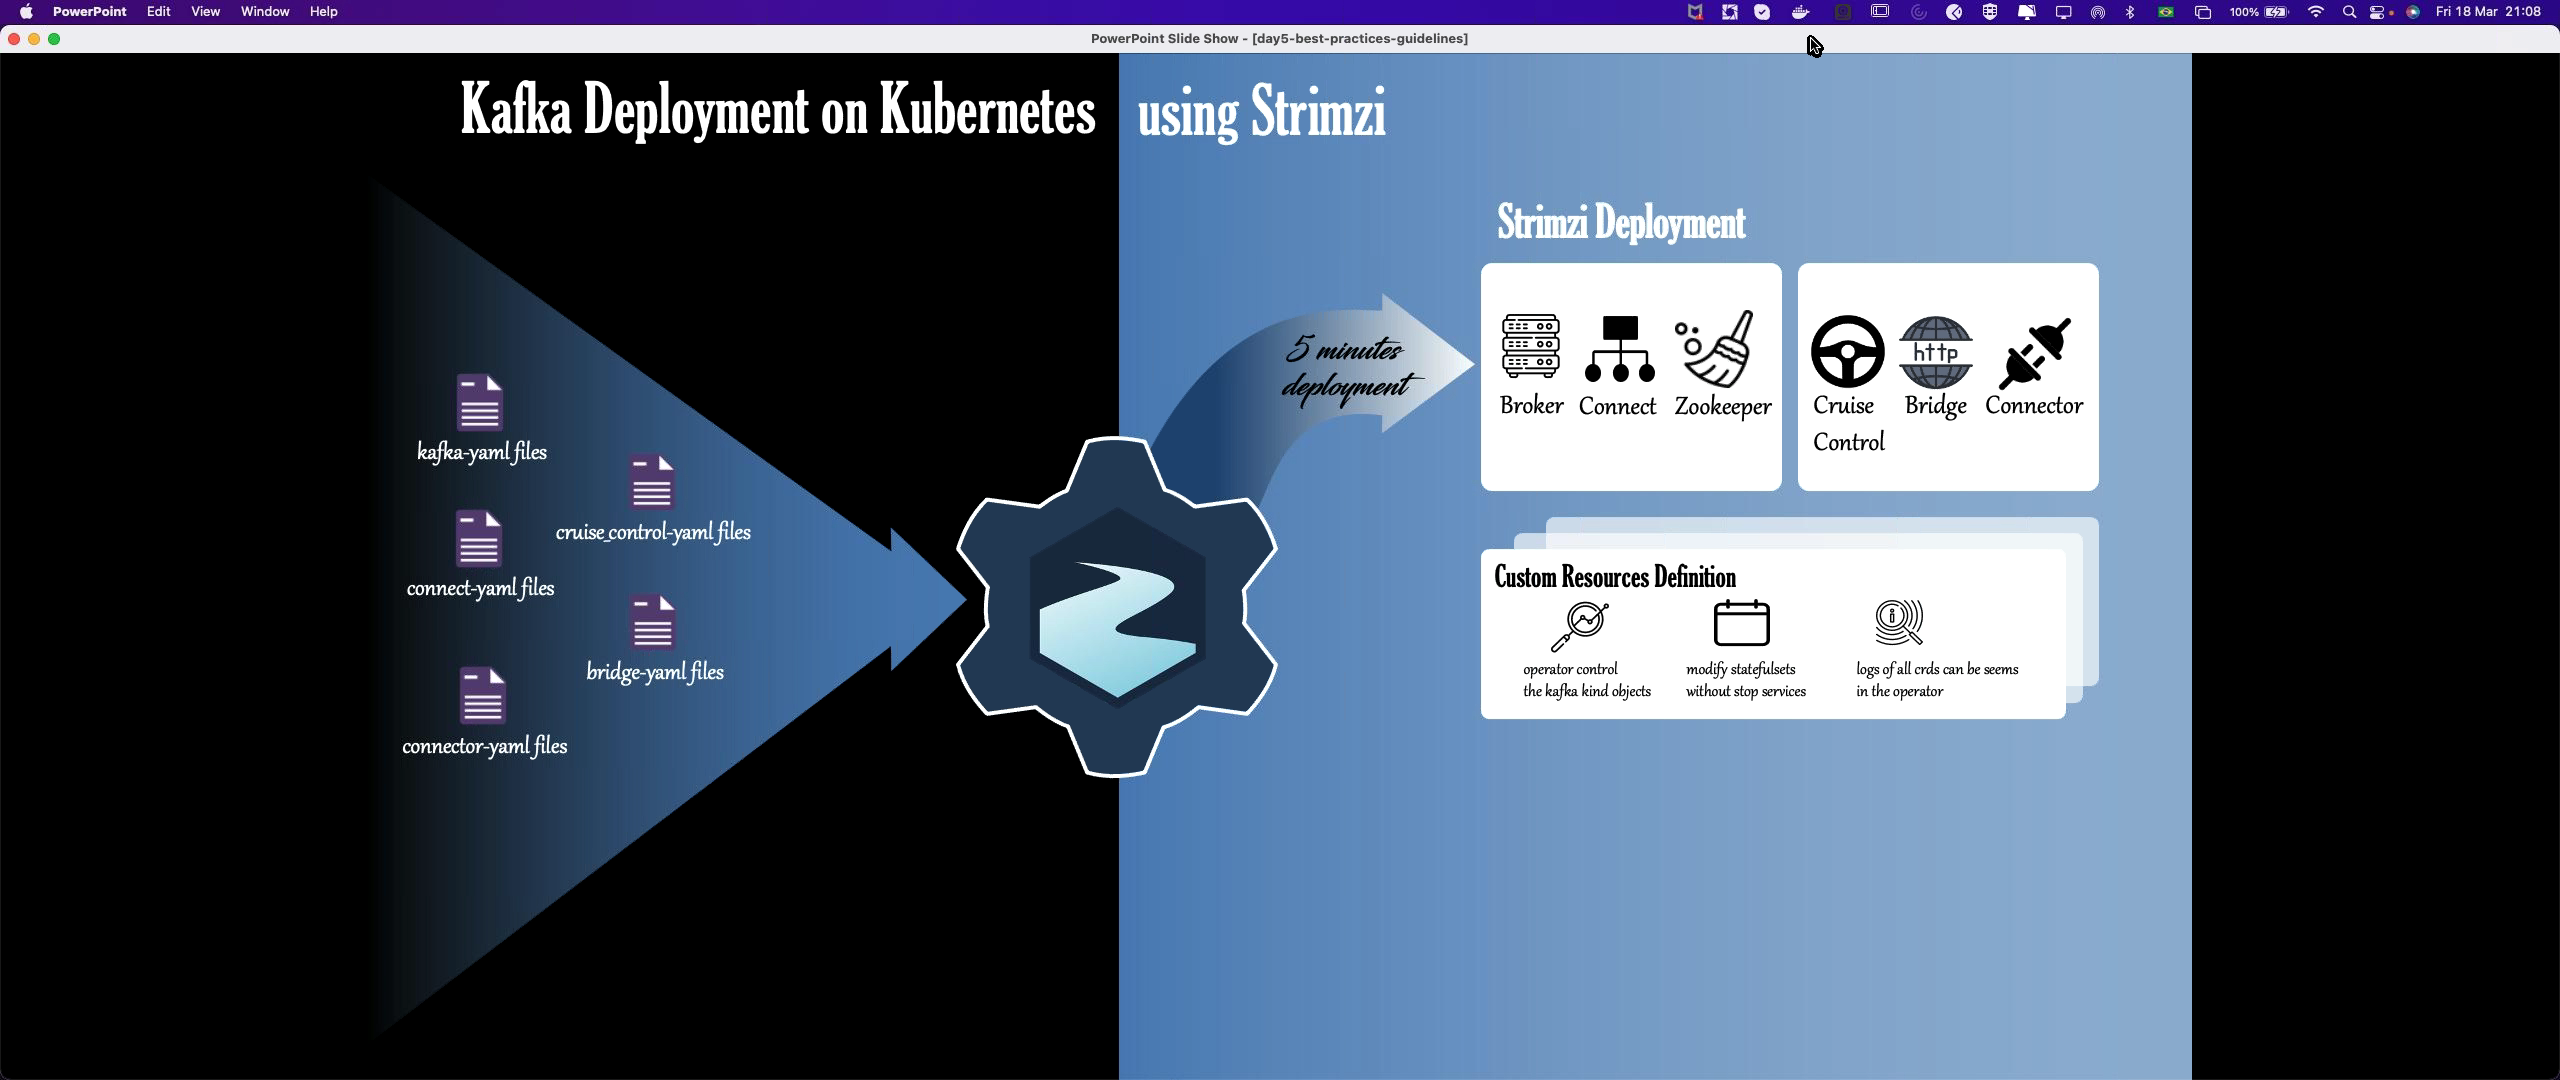 PowerPoint Edit View Window Help
100% Fri 18 Mar 21:08
PowerPoint Slide Show - [day5-best-practices-guidelines]
Kafka Deployment on Kubernetes using Strimzi
kafka-yaml files
cruise_control-yaml files
connect-yaml files
bridge-yaml files
connector-yaml files
5 minutes
deployment
Strimzi Deployment
Broker Connect Zookeeper
http
Cruise Bridge Connector
Control
Custom Resources Definition
operator control
the kafka kind objects
modify statefulsets
without stop services
logs of all crds can be seems
in the operator